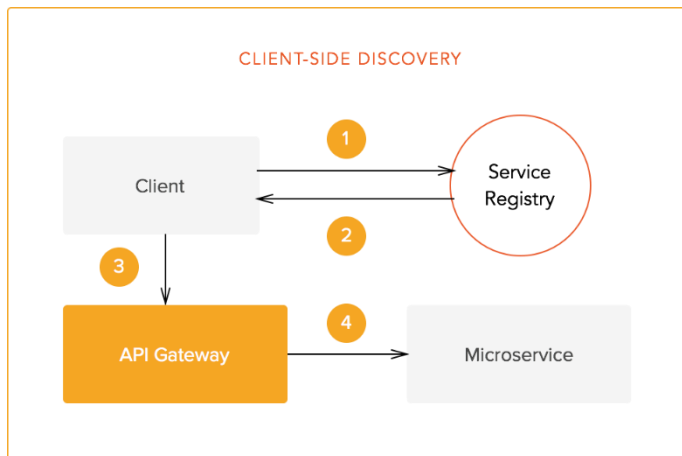 CLIENT-SIDE DISCOVERY
1
Client
Service
Registry
2
3
4
API Gateway
Microservice